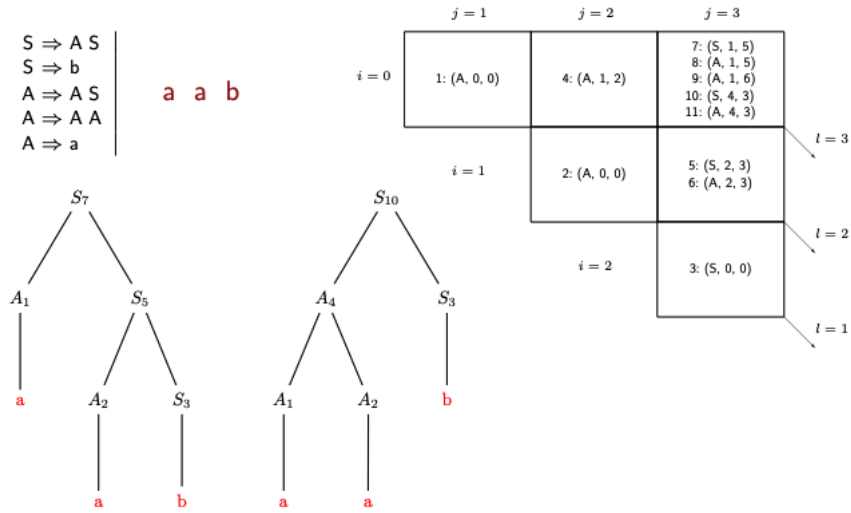 S ⇒ A S
S ⇒ b
A ⇒ A S
A ⇒ A A
A ⇒ a
a a b
j = 1
j = 2
j = 3
i = 0
1: (A, 0, 0)
4: (A, 1, 2)
7: (S, 1, 5)
8: (A, 1, 5)
9: (A, 1, 6)
10: (S, 4, 3)
11: (A, 4, 3)
l = 3
i = 1
2: (A, 0, 0)
5: (S, 2, 3)
6: (A, 2, 3)
l = 2
i = 2
3: (S, 0, 0)
l = 1
S₇
A₁ S₅
a A₂ S₃
a b
S₁₀
A₄ S₃
A₁ A₂ b
a a